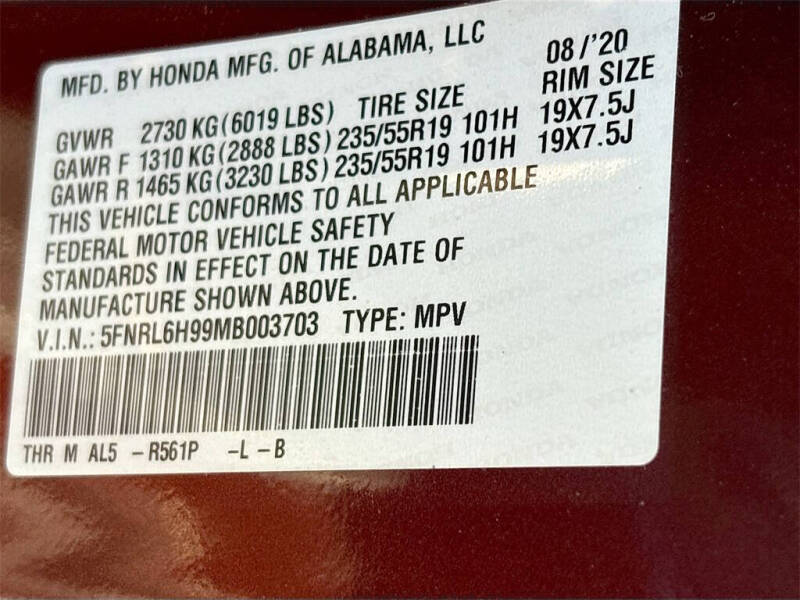 MFD. BY HONDA MFG. OF ALABAMA, LLC 08/'20
GVWR 2730 KG (6019 LBS) TIRE SIZE RIM SIZE
GAWR F 1310 KG (2888 LBS) 235/55R19 101H 19X7.5J
GAWR R 1465 KG (3230 LBS) 235/55R19 101H 19X7.5J
THIS VEHICLE CONFORMS TO ALL APPLICABLE
FEDERAL MOTOR VEHICLE SAFETY
STANDARDS IN EFFECT ON THE DATE OF
MANUFACTURE SHOWN ABOVE.
V.I.N.: 5FNRL6H99MB003703 TYPE: MPV
THR M AL5 - R561P - L - B